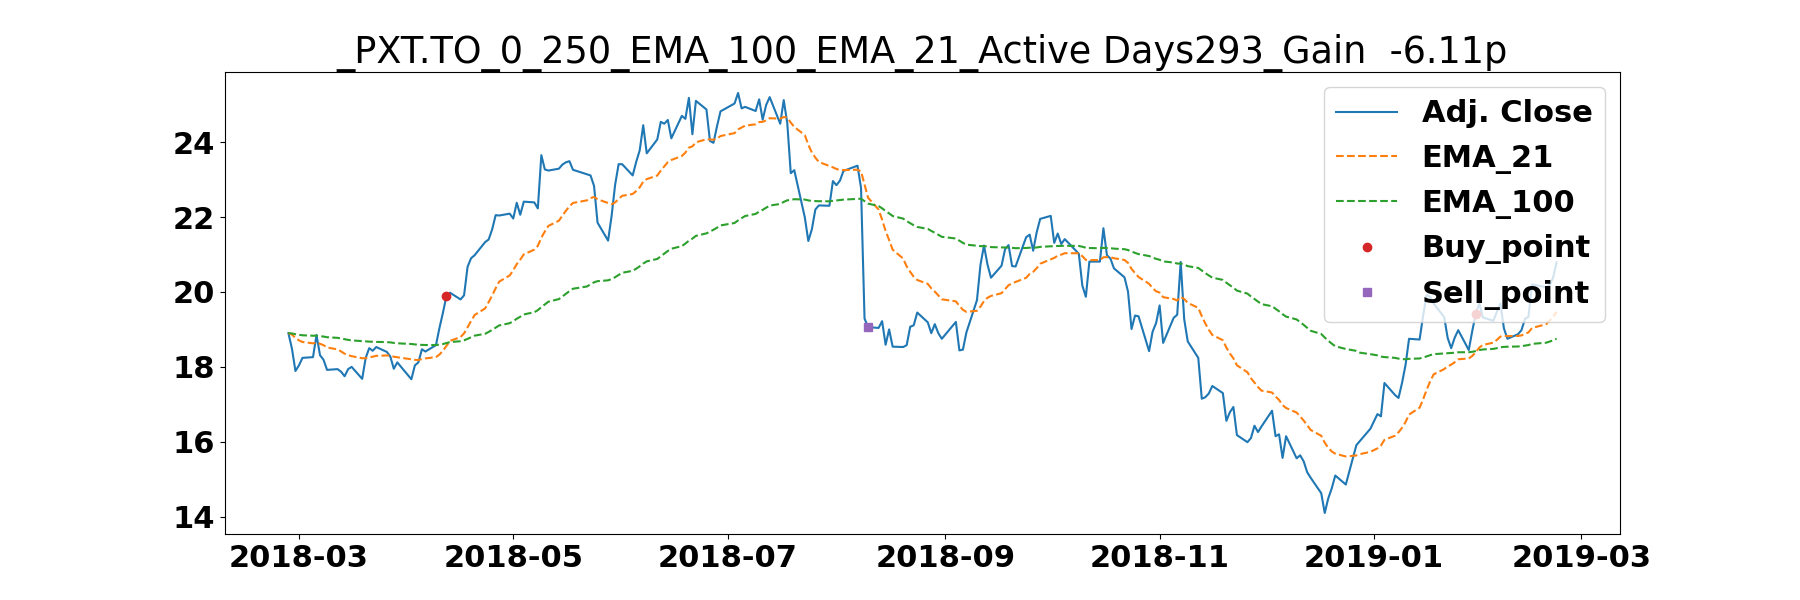 _PXT.TO_0_250_EMA_100_EMA_21_Active Days293_Gain  -6.11p
Adj. Close
EMA_21
EMA_100
Buy_point
Sell_point
24
22
20
18
16
14
2018-03 2018-05 2018-07 2018-09 2018-11 2019-01 2019-03